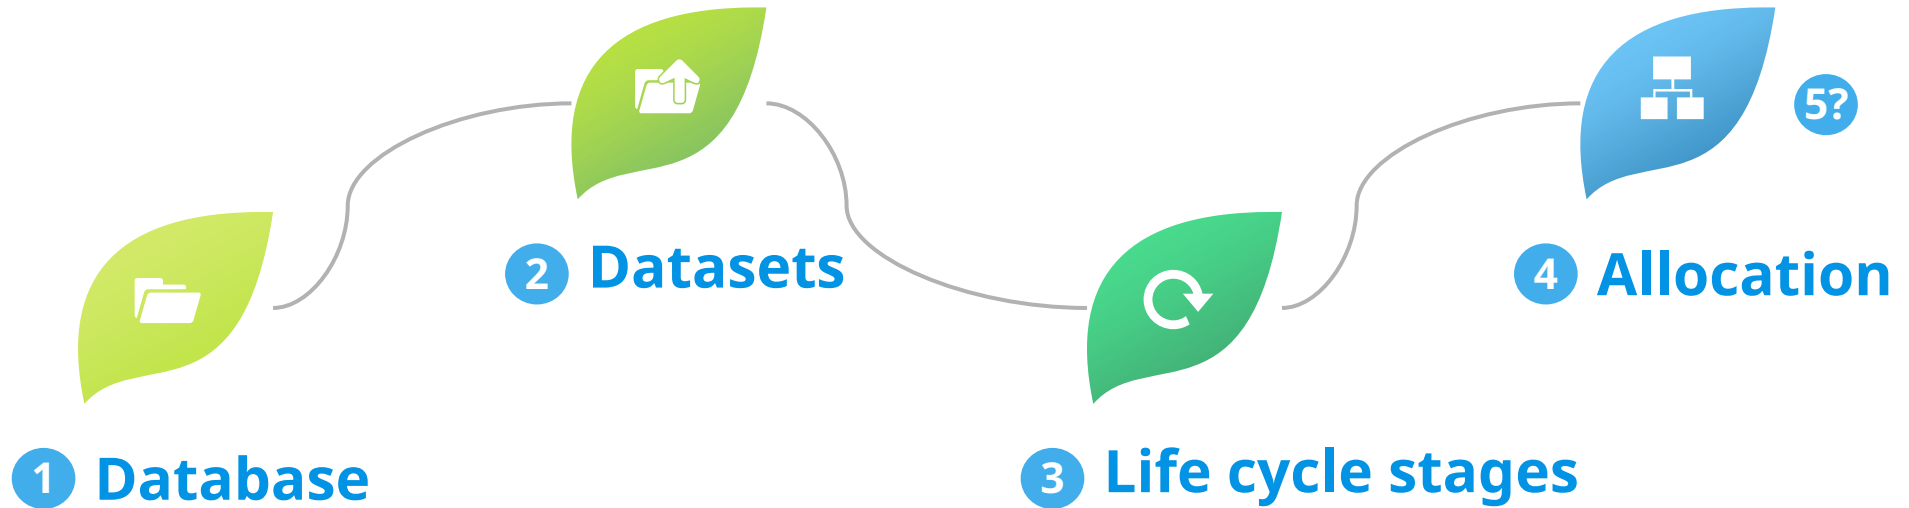 1 Database
2 Datasets
3 Life cycle stages
4 Allocation
5?